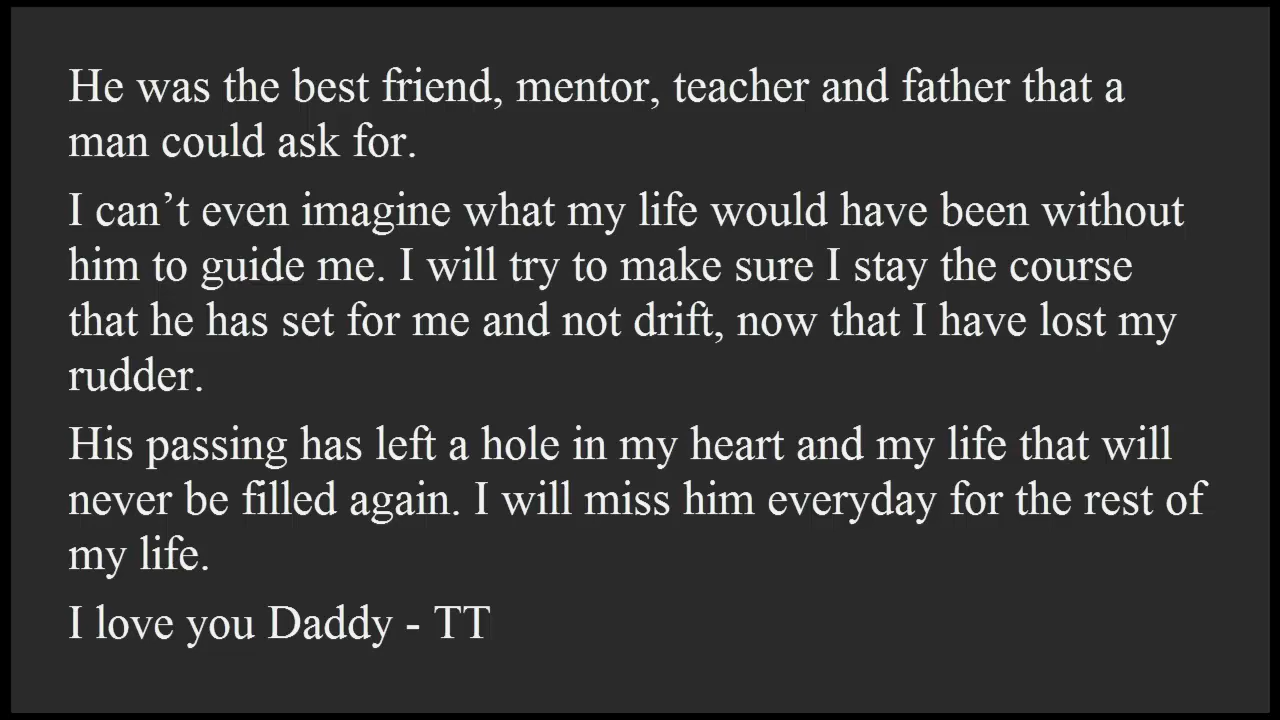 He was the best friend, mentor, teacher and father that a
man could ask for.
I can’t even imagine what my life would have been without
him to guide me. I will try to make sure I stay the course
that he has set for me and not drift, now that I have lost my
rudder.
His passing has left a hole in my heart and my life that will
never be filled again. I will miss him everyday for the rest of
my life.
I love you Daddy - TT